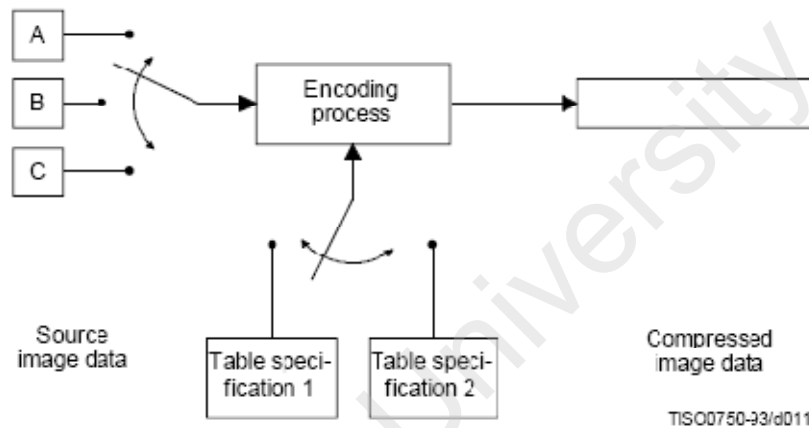 A
B
C
Encoding
process
Source
image data
Table speci-
fication 1
Table speci-
fication 2
Compressed
image data
TISO0750-93/d011
University